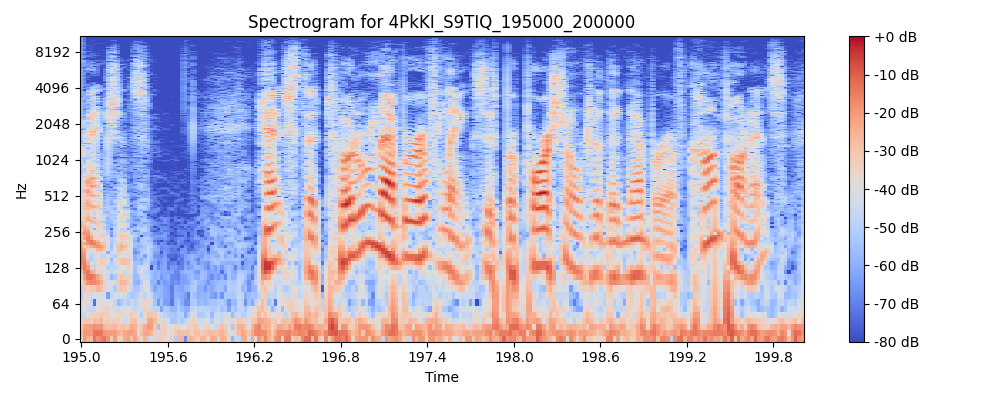 Spectrogram for 4PkKI_S9TIQ_195000_200000
Hz
8192
4096
2048
1024
512
256
128
64
0
195.0 195.6 196.2 196.8 197.4 198.0 198.6 199.2 199.8
Time
+0 dB
-10 dB
-20 dB
-30 dB
-40 dB
-50 dB
-60 dB
-70 dB
-80 dB